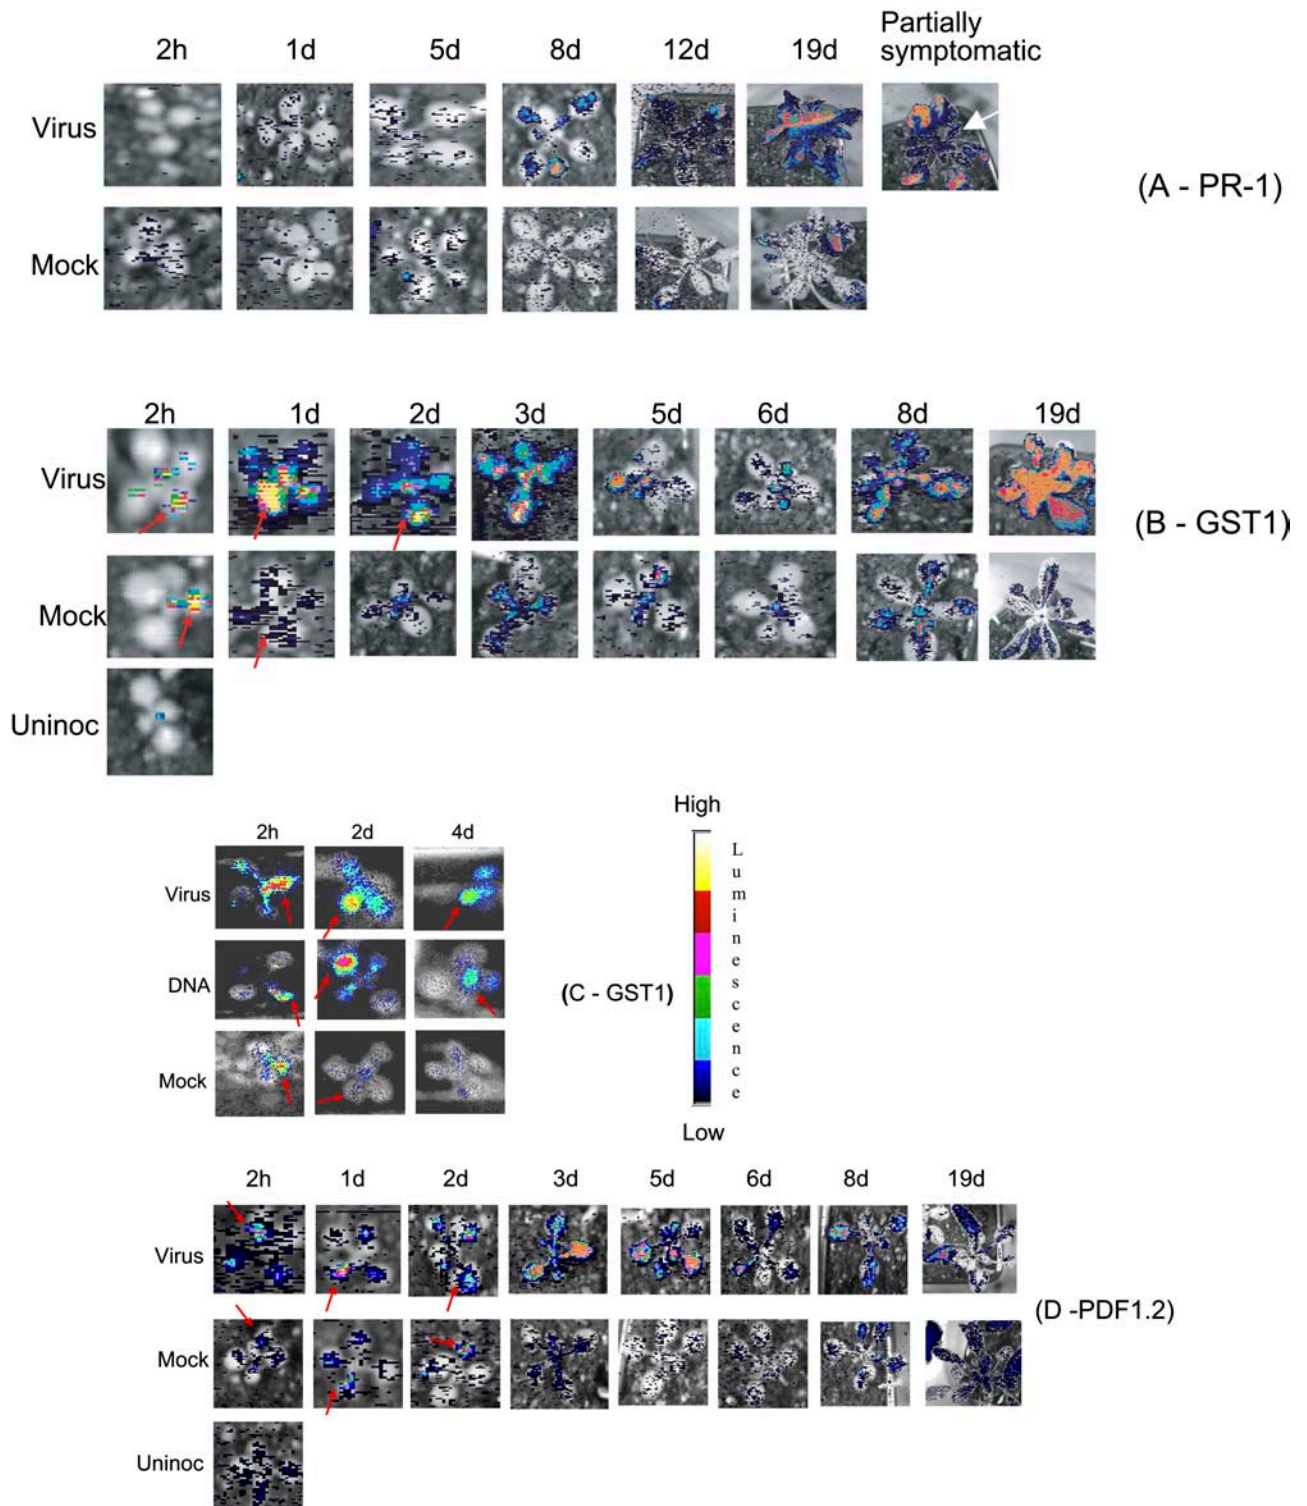 Partially
2h 1d 5d 8d 12d 19d symptomatic
Virus
(A - PR-1)
Mock
2h 1d 2d 3d 5d 6d 8d 19d
Virus
(B - GST1)
Mock
Uninoc
High
2h 2d 4d
Virus
DNA
(C - GST1)
Mock
Luminescence
Low
2h 1d 2d 3d 5d 6d 8d 19d
Virus
(D -PDF1.2)
Mock
Uninoc